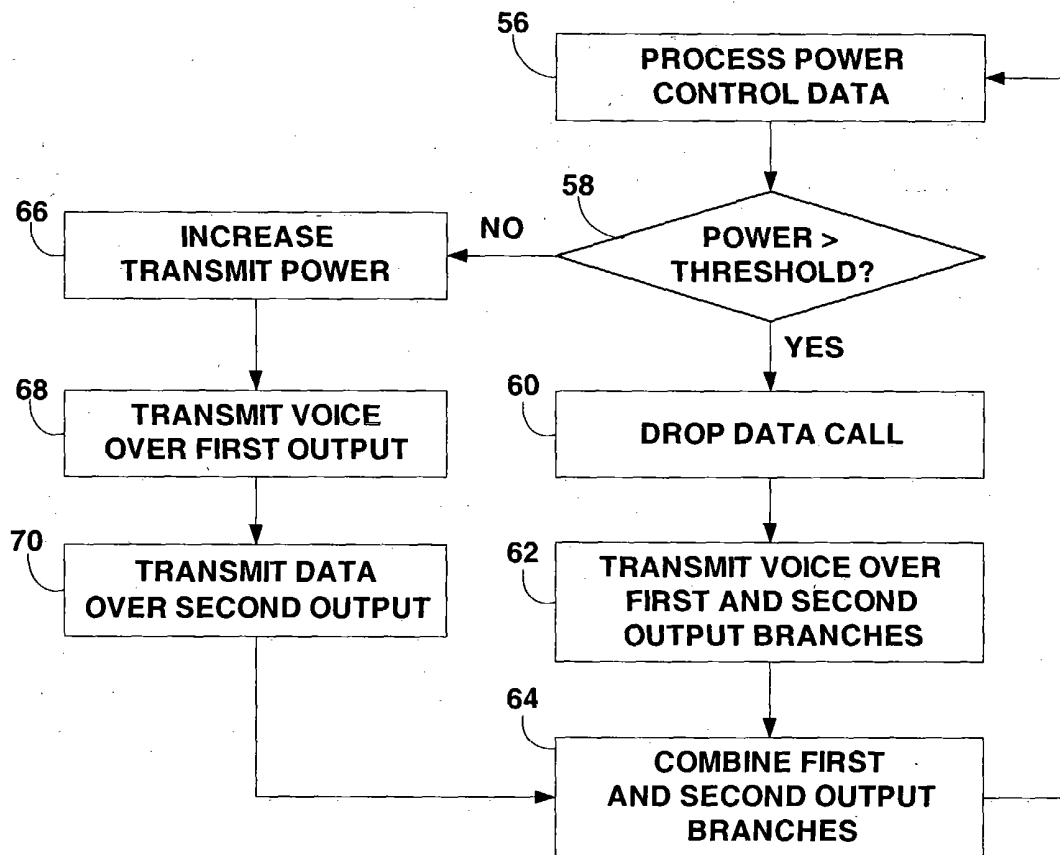 56
PROCESS POWER
CONTROL DATA
58
POWER >
THRESHOLD?
NO
YES
66
INCREASE
TRANSMIT POWER
68
TRANSMIT VOICE
OVER FIRST OUTPUT
70
TRANSMIT DATA
OVER SECOND OUTPUT
60
DROP DATA CALL
62
TRANSMIT VOICE OVER
FIRST AND SECOND
OUTPUT BRANCHES
64
COMBINE FIRST
AND SECOND OUTPUT
BRANCHES